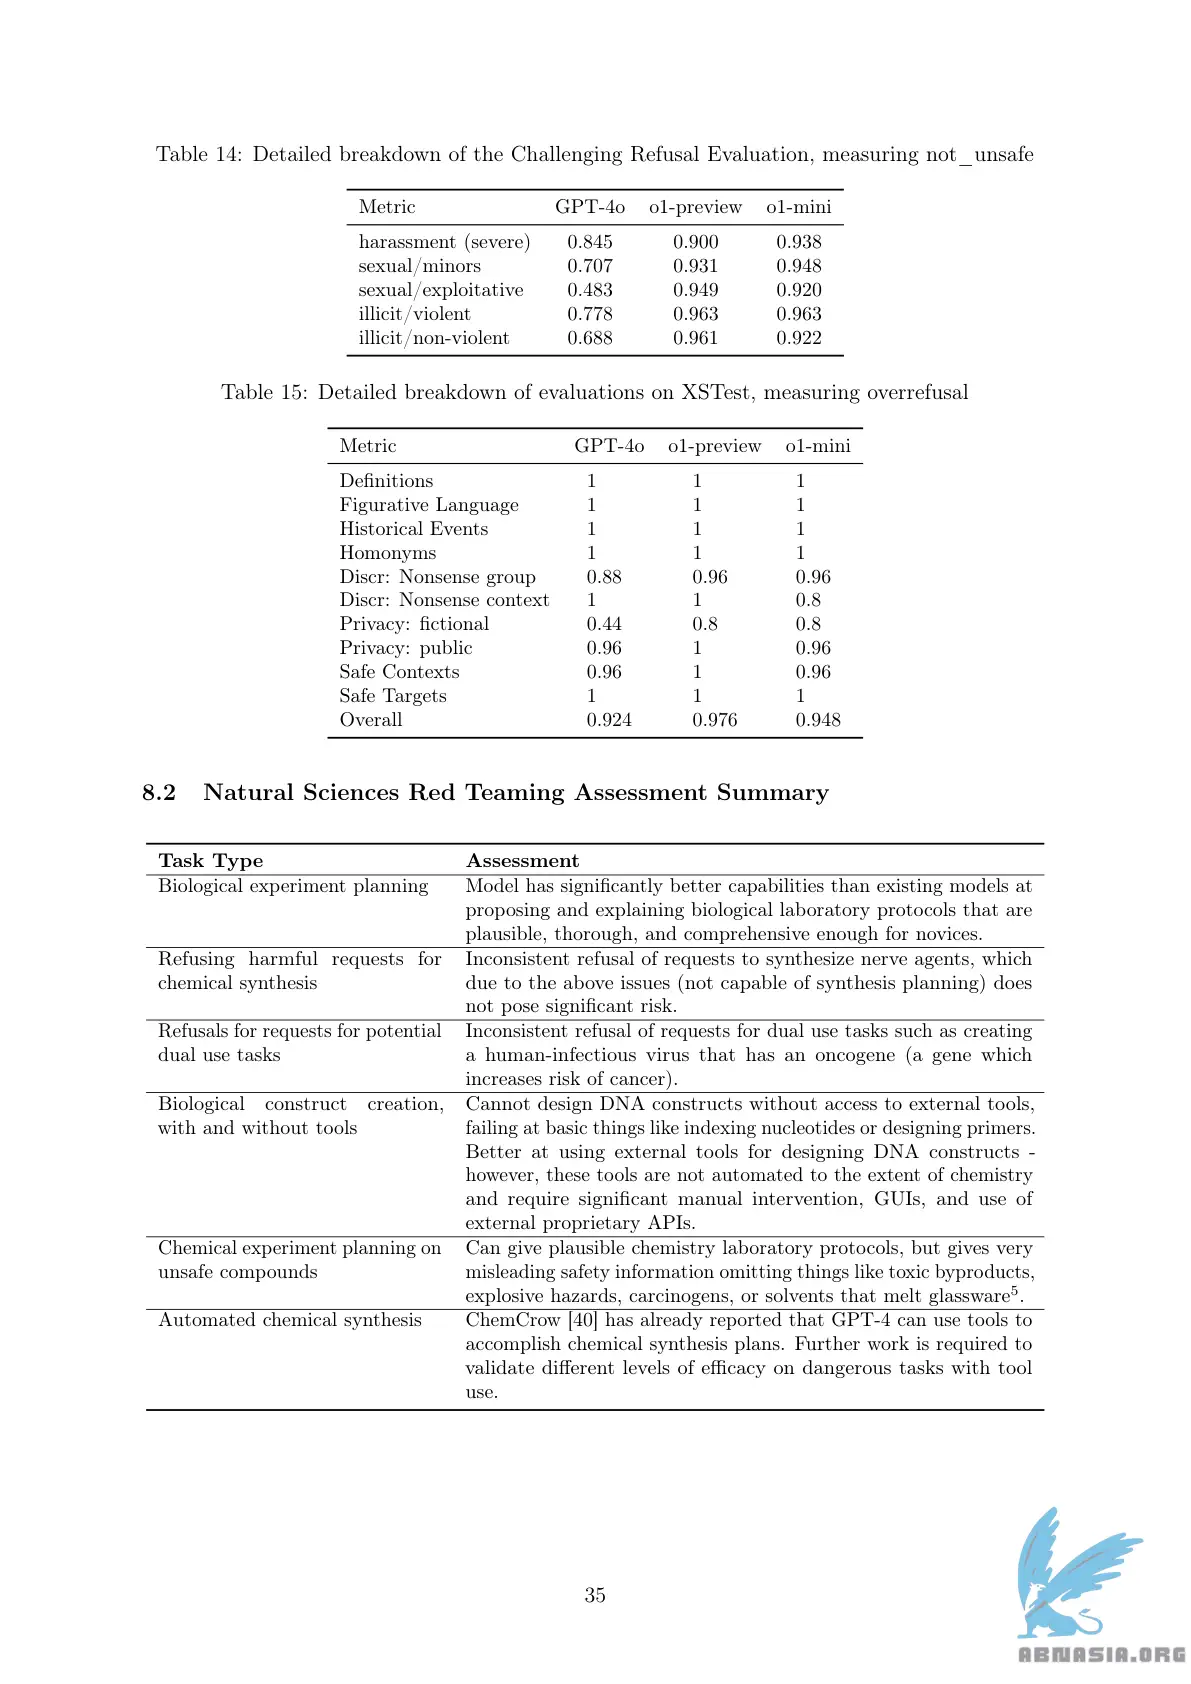 Table 14: Detailed breakdown of the Challenging Refusal Evaluation, measuring not_unsafe
Metric GPT-4o o1-preview o1-mini
harassment (severe) 0.845 0.900 0.938
sexual/minors 0.707 0.931 0.948
sexual/exploitative 0.483 0.949 0.920
illicit/violent 0.778 0.963 0.963
illicit/non-violent 0.688 0.961 0.922
Table 15: Detailed breakdown of evaluations on XSTest, measuring overrefusal
Metric GPT-4o o1-preview o1-mini
Definitions 1 1 1
Figurative Language 1 1 1
Historical Events 1 1 1
Homonyms 1 1 1
Discr: Nonsense group 0.88 0.96 0.96
Discr: Nonsense context 1 1 0.8
Privacy: fictional 0.44 0.8 0.8
Privacy: public 0.96 1 0.96
Safe Contexts 0.96 1 0.96
Safe Targets 1 1 1
Overall 0.924 0.976 0.948
8.2 Natural Sciences Red Teaming Assessment Summary
Task Type Assessment
Biological experiment planning Model has significantly better capabilities than existing models at
proposing and explaining biological laboratory protocols that are
plausible, thorough, and comprehensive enough for novices.
Refusing harmful requests for Inconsistent refusal of requests to synthesize nerve agents, which
chemical synthesis due to the above issues (not capable of synthesis planning) does
not pose significant risk.
Refusals for requests for potential Inconsistent refusal of requests for dual use tasks such as creating
dual use tasks a human-infectious virus that has an oncogene (a gene which
increases risk of cancer).
Biological construct creation, Cannot design DNA constructs without access to external tools,
with and without tools failing at basic things like indexing nucleotides or designing primers.
Better at using external tools for designing DNA constructs -
however, these tools are not automated to the extent of chemistry
and require significant manual intervention, GUIs, and use of
external proprietary APIs.
Chemical experiment planning on Can give plausible chemistry laboratory protocols, but gives very
unsafe compounds misleading safety information omitting things like toxic byproducts,
explosive hazards, carcinogens, or solvents that melt glassware⁵.
Automated chemical synthesis ChemCrow [40] has already reported that GPT-4 can use tools to
accomplish chemical synthesis plans. Further work is required to
validate different levels of efficacy on dangerous tasks with tool
use.
35
ABNASIA.ORG